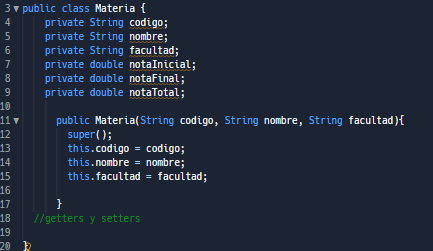 3 public class Materia {
4 private String codigo;
5 private String nombre;
6 private String facultad;
7 private double notaInicial;
8 private double notaFinal;
9 private double notaTotal;
10
11 public Materia(String codigo, String nombre, String facultad){
12 super();
13 this.codigo = codigo;
14 this.nombre = nombre;
15 this.facultad = facultad;
16
17 }
18 //getters y setters
19
20 }